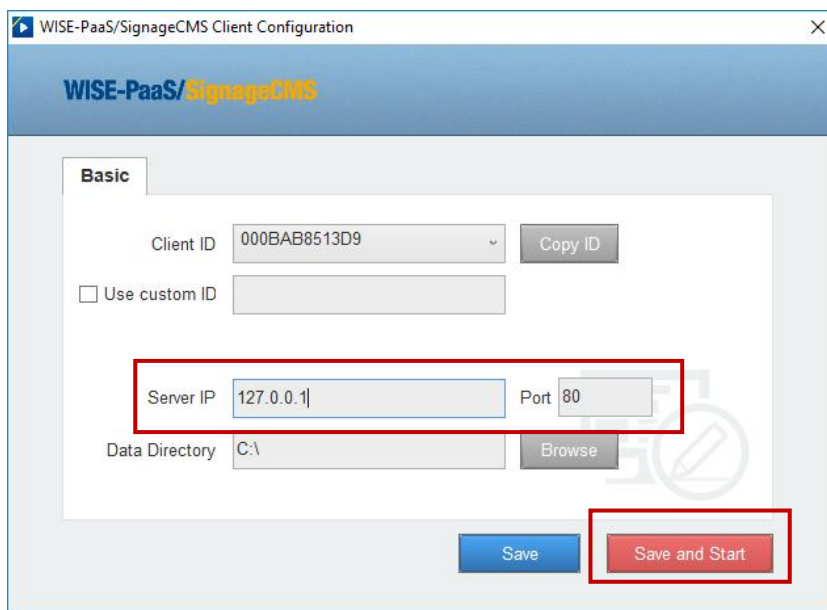 WISE-PaaS/SignageCMS Client Configuration
WISE-PaaS/SignageCMS
Basic
Client ID 000BAB8513D9 Copy ID
Use custom ID
Server IP 127.0.0.1 Port 80
Data Directory C:\ Browse
Save Save and Start